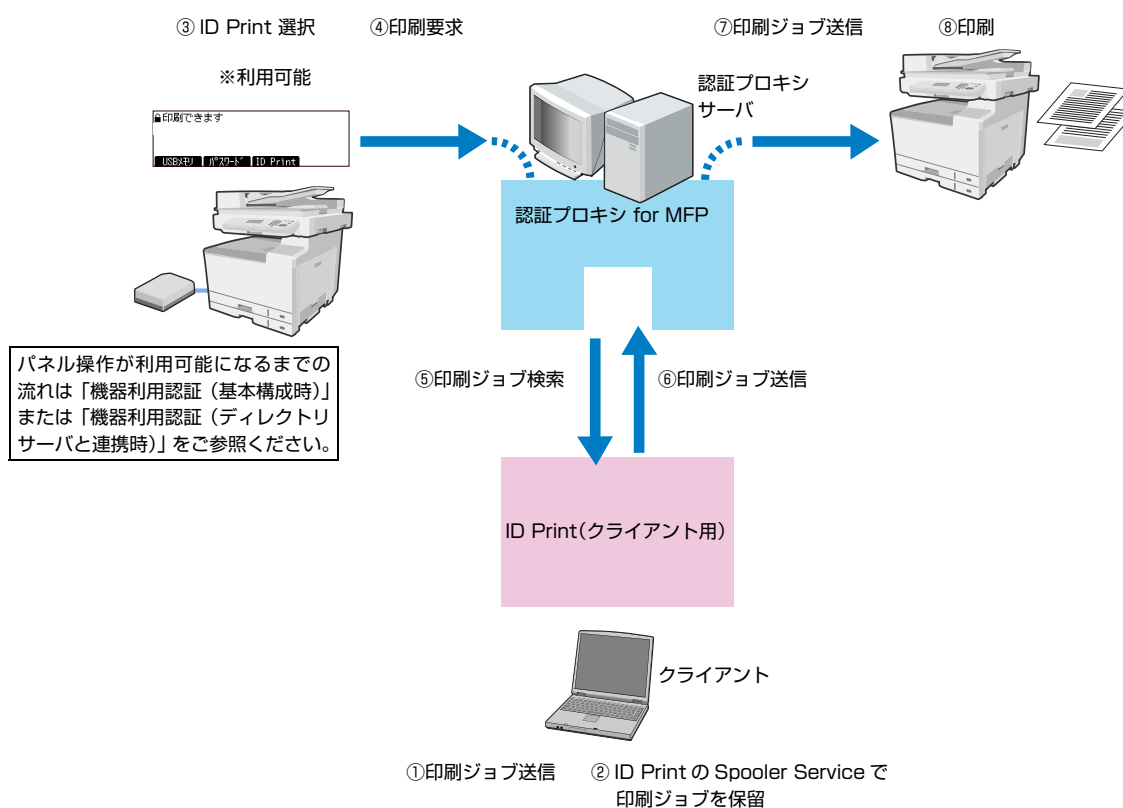 ③ ID Print 選択
④印刷要求
⑦印刷ジョブ送信
⑧印刷
※利用可能
認証プロキシ
サーバ
印刷できます
USBﾒﾓﾘ ﾊﾟｽﾜｰﾄﾞ ID Print
認証プロキシ for MFP
パネル操作が利用可能になるまでの
流れは「機器利用認証（基本構成時）」
または「機器利用認証（ディレクトリ
サーバと連携時）」をご参照ください。
⑤印刷ジョブ検索
⑥印刷ジョブ送信
ID Print（クライアント用）
クライアント
①印刷ジョブ送信
② ID Print の Spooler Service で
印刷ジョブを保留